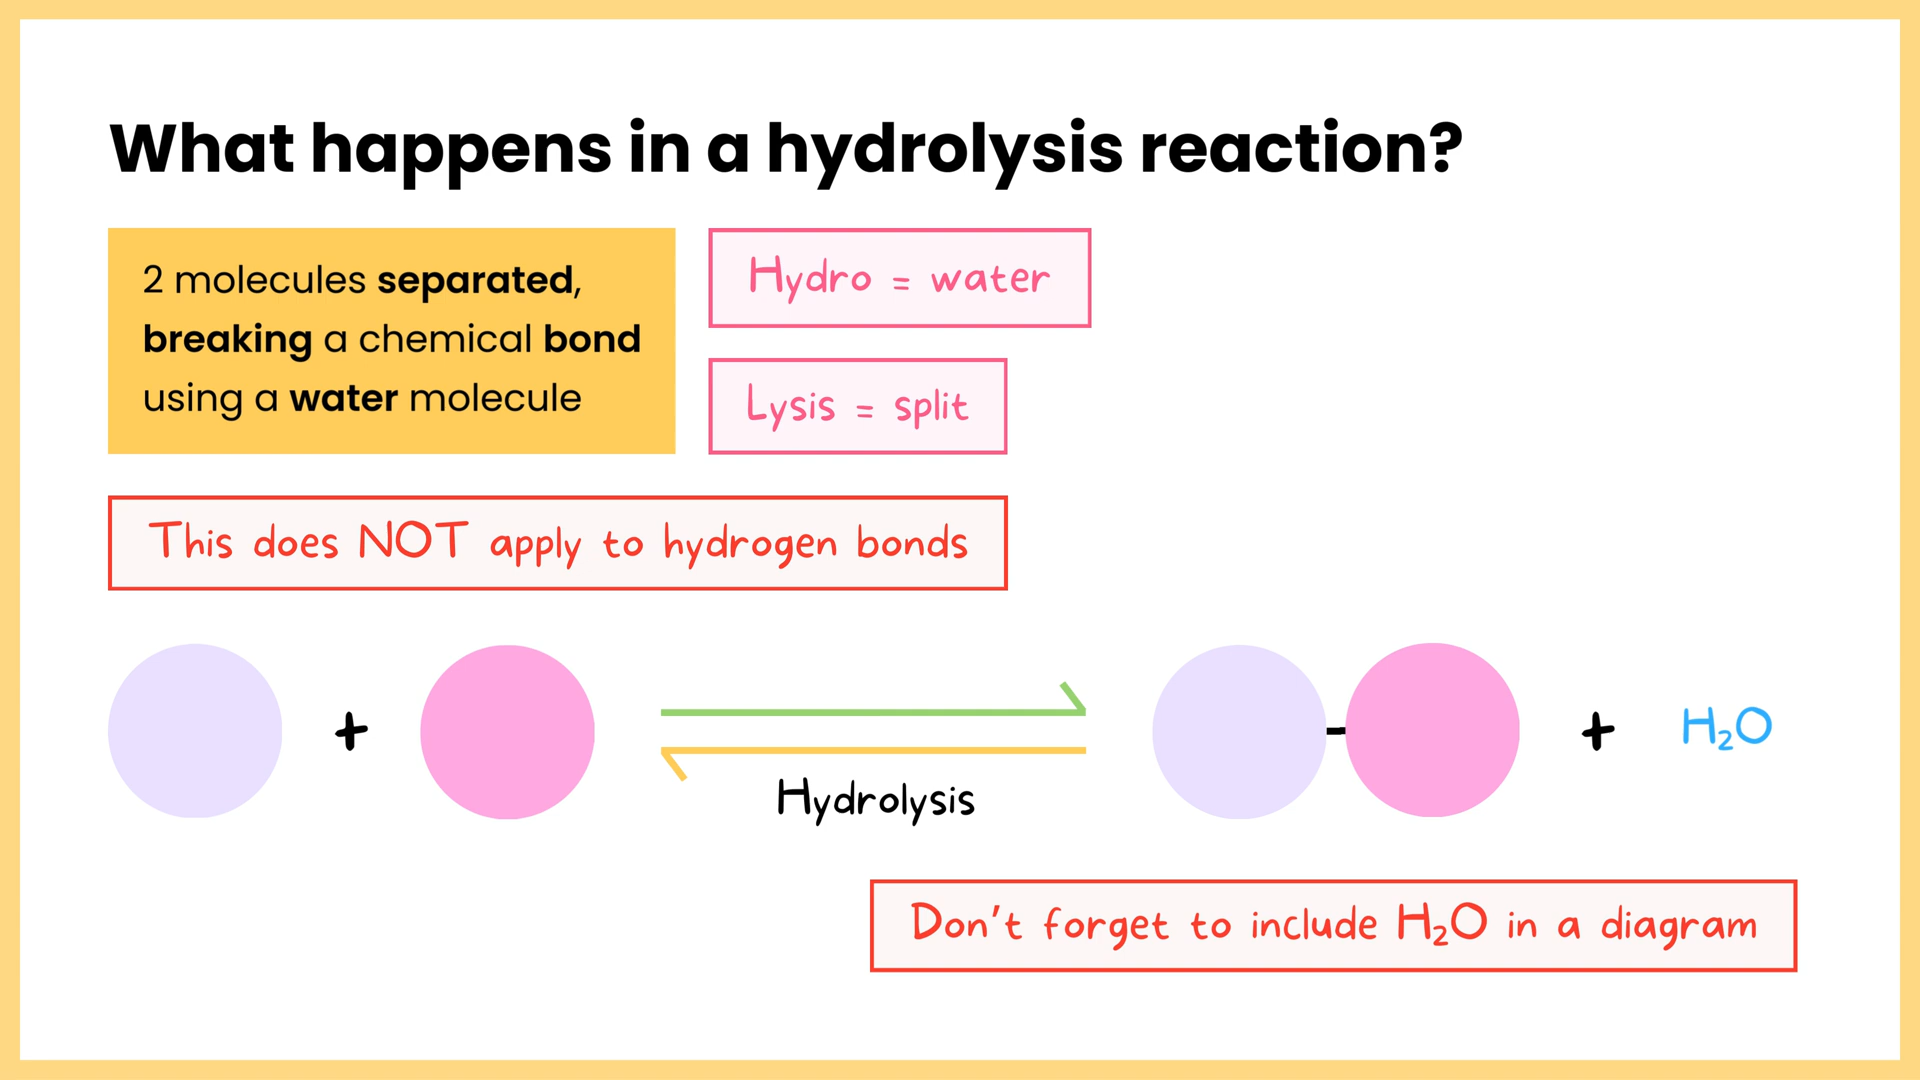 What happens in a hydrolysis reaction?
2 molecules separated,
breaking a chemical bond
using a water molecule
Hydro = water
Lysis = split
This does NOT apply to hydrogen bonds
+ - + H₂O
Hydrolysis
Don't forget to include H₂O in a diagram